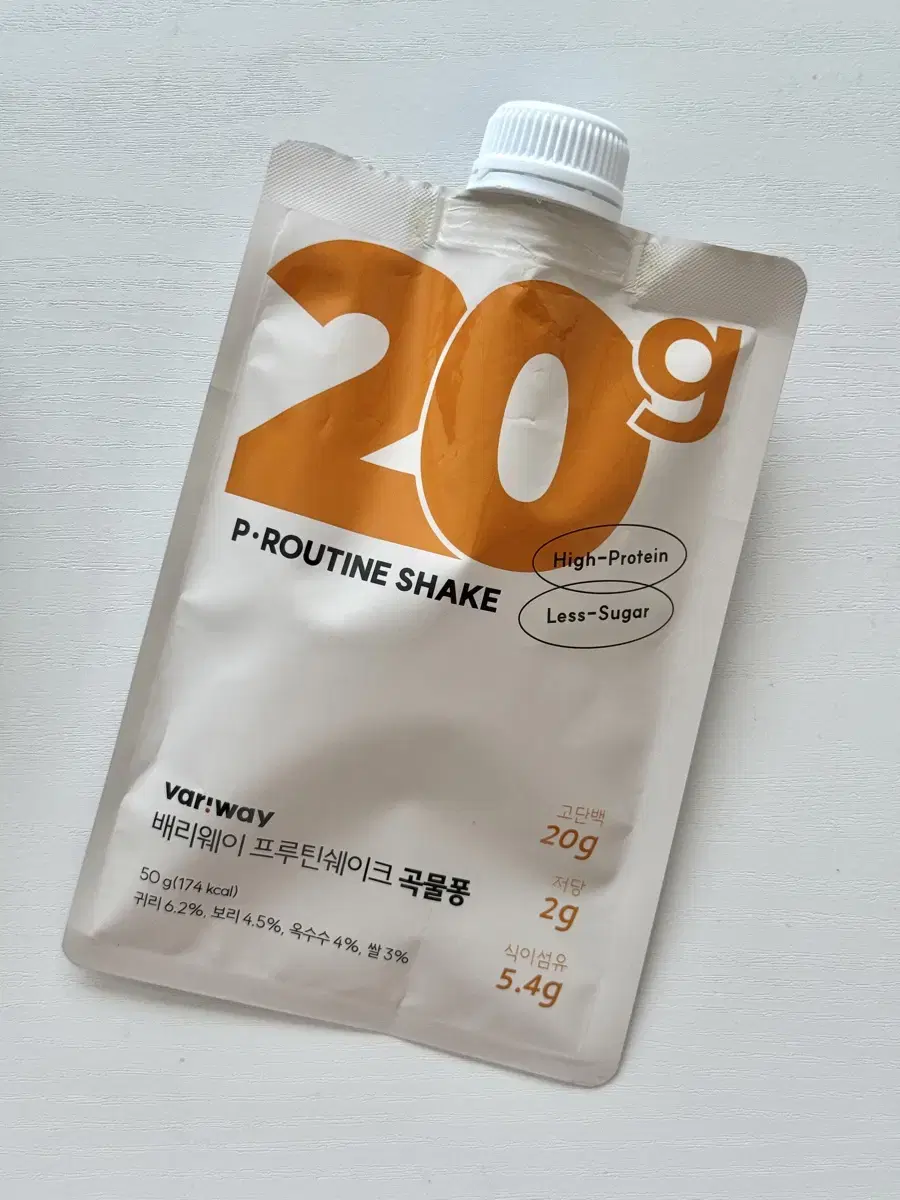 20g
P·ROUTINE SHAKE
High-Protein
Less-Sugar
var!way
배리웨이 프루틴쉐이크 곡물퐁
50 g(174 kcal)
귀리 6.2%, 보리 4.5%, 옥수수 4%, 쌀 3%
고단백
20g
저당
2g
식이섬유
5.4g